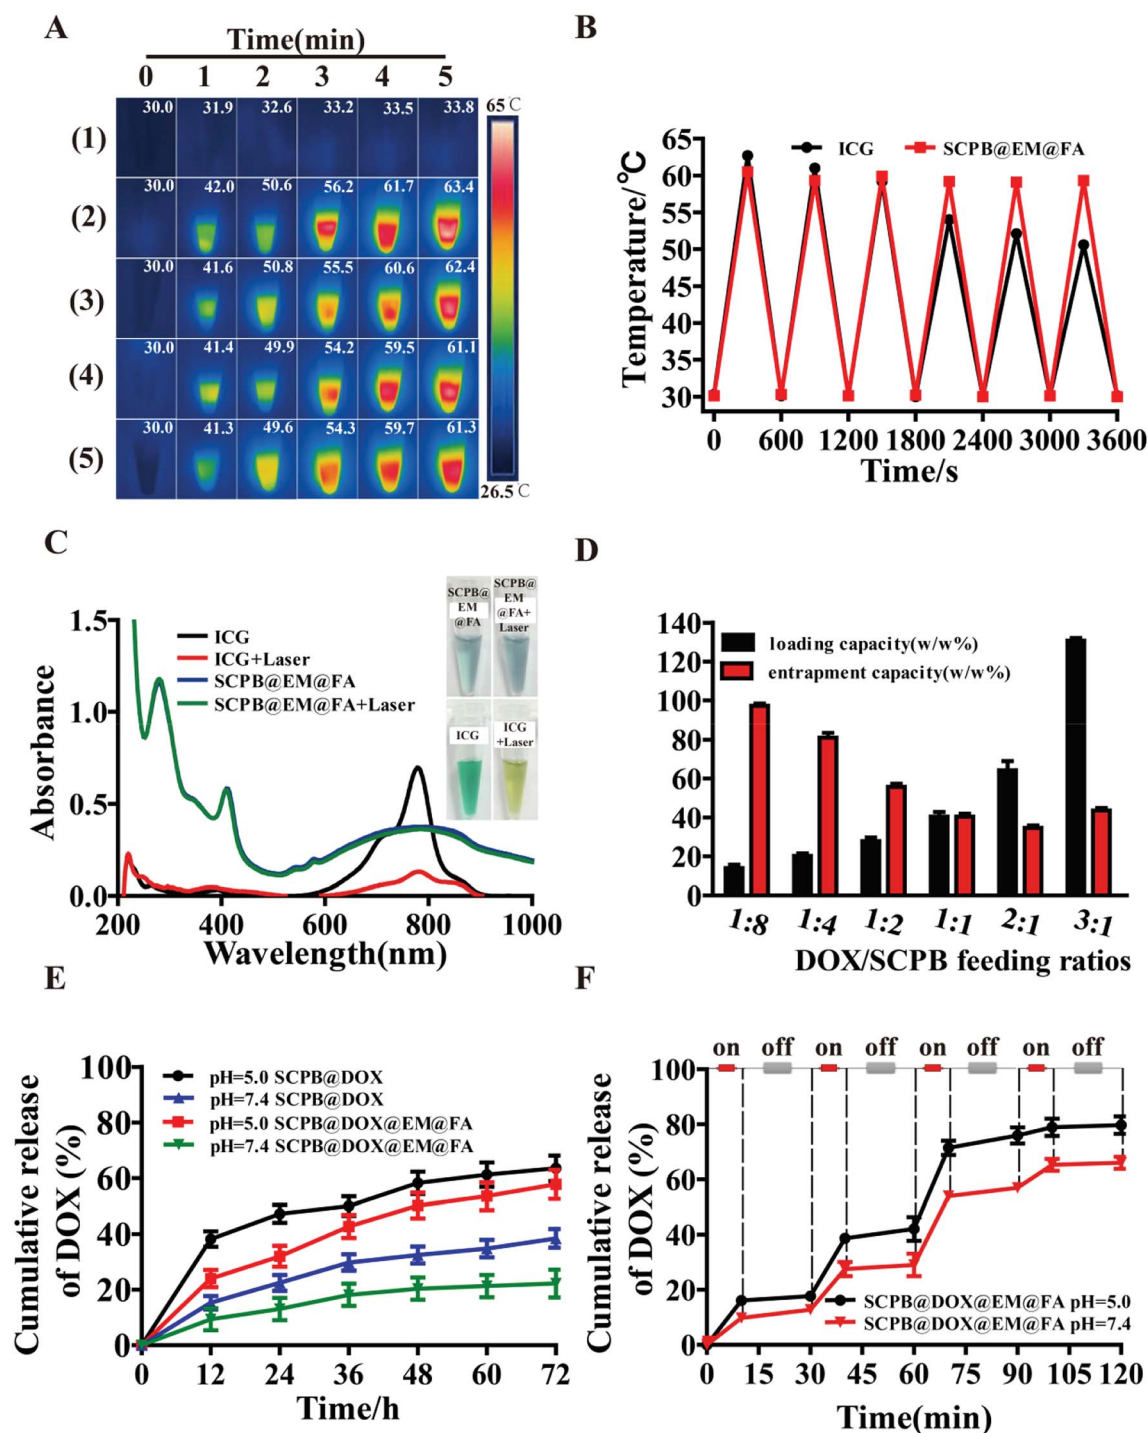 A
Time(min)
0 1 2 3 4 5
(1) 30.0 31.9 32.6 33.2 33.5 33.8
(2) 30.0 42.0 50.6 56.2 61.7 63.4
(3) 30.0 41.6 50.8 55.5 60.6 62.4
(4) 30.0 41.4 49.9 54.2 59.5 61.1
(5) 30.0 41.3 49.6 54.3 59.7 61.3
65℃
26.5℃
B
ICG
SCPB@EM@FA
Temperature/℃
65
60
55
50
45
40
35
30
0 600 1200 1800 2400 3000 3600
Time/s
C
Absorbance
1.5
1.0
0.5
0.0
ICG
ICG+Laser
SCPB@EM@FA
SCPB@EM@FA+Laser
SCPB@
EM
@FA
SCPB@
EM
@FA+
Laser
ICG
ICG
+Laser
200 400 600 800 1000
Wavelength(nm)
D
140
120
100
80
60
40
20
0
loading capacity(w/w%)
entrapment capacity(w/w%)
1:8 1:4 1:2 1:1 2:1 3:1
DOX/SCPB feeding ratios
E
Cumulative release
of DOX (%)
100
80
60
40
20
0
pH=5.0 SCPB@DOX
pH=7.4 SCPB@DOX
pH=5.0 SCPB@DOX@EM@FA
pH=7.4 SCPB@DOX@EM@FA
0 12 24 36 48 60 72
Time/h
F
on off on off on off on off
Cumulative release
of DOX (%)
100
80
60
40
20
0
SCPB@DOX@EM@FA pH=5.0
SCPB@DOX@EM@FA pH=7.4
0 15 30 45 60 75 90 105 120
Time(min)